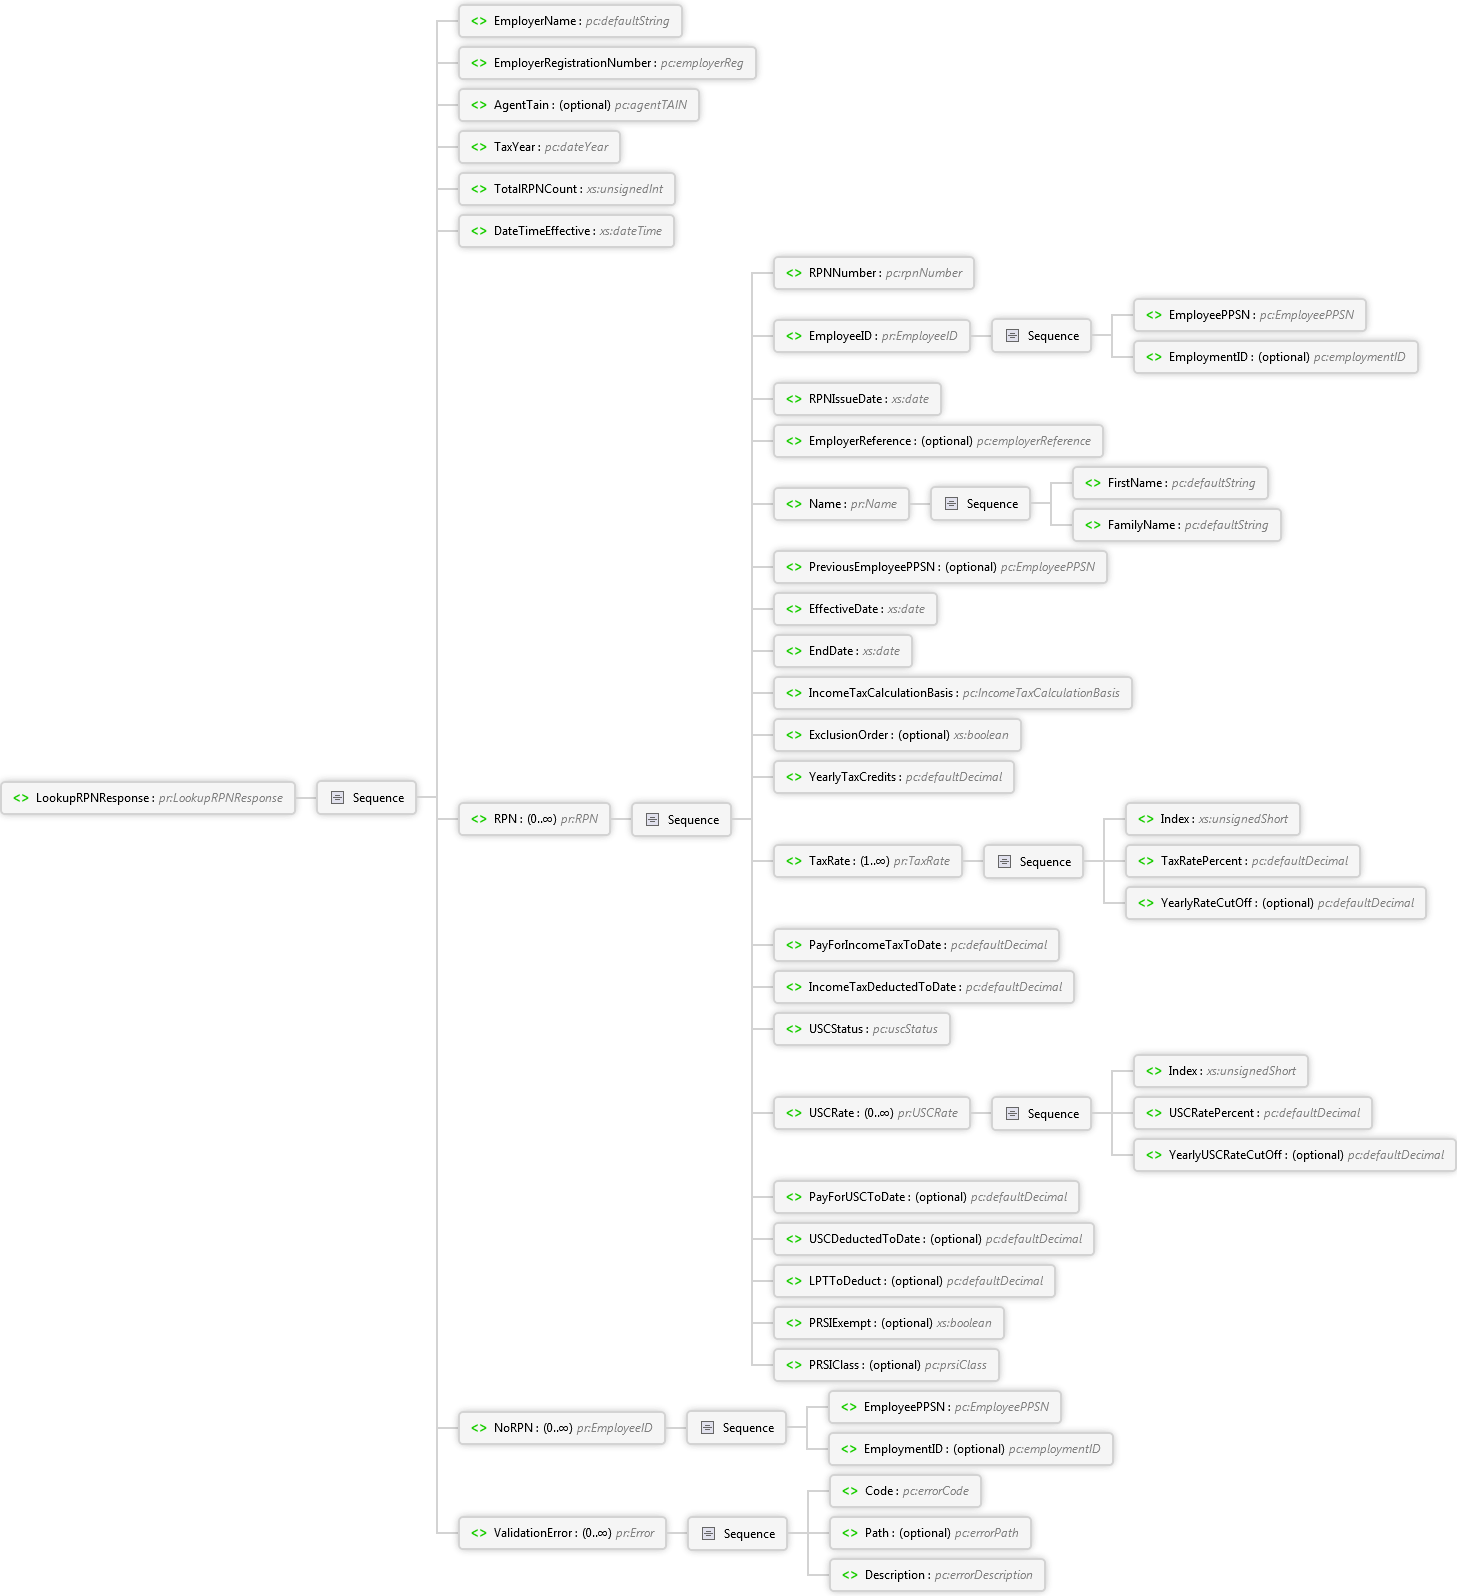 <> EmployerName : pc:defaultString
<> EmployerRegistrationNumber : pc:employerReg
<> AgentTain : (optional) pc:agentTAIN
<> TaxYear : pc:dateYear
<> TotalRPNCount : xs:unsignedInt
<> DateTimeEffective : xs:dateTime
<> RPNNumber : pc:rpnNumber
<> EmployeeID : pr:EmployeeID
Sequence
<> EmployeePPSN : pc:EmployeePPSN
<> EmploymentID : (optional) pc:employmentID
<> RPNIssueDate : xs:date
<> EmployerReference : (optional) pc:employerReference
<> Name : pr:Name
Sequence
<> FirstName : pc:defaultString
<> FamilyName : pc:defaultString
<> PreviousEmployeePPSN : (optional) pc:EmployeePPSN
<> EffectiveDate : xs:date
<> EndDate : xs:date
<> IncomeTaxCalculationBasis : pc:IncomeTaxCalculationBasis
<> ExclusionOrder : (optional) xs:boolean
<> YearlyTaxCredits : pc:defaultDecimal
<> LookupRPNResponse : pr:LookupRPNResponse
Sequence
<> RPN : (0..∞) pr:RPN
Sequence
<> TaxRate : (1..∞) pr:TaxRate
Sequence
<> Index : xs:unsignedShort
<> TaxRatePercent : pc:defaultDecimal
<> YearlyRateCutOff : (optional) pc:defaultDecimal
<> PayForIncomeTaxToDate : pc:defaultDecimal
<> IncomeTaxDeductedToDate : pc:defaultDecimal
<> USCStatus : pc:uscStatus
<> USCRate : (0..∞) pr:USCRate
Sequence
<> Index : xs:unsignedShort
<> USCRatePercent : pc:defaultDecimal
<> YearlyUSCRateCutOff : (optional) pc:defaultDecimal
<> PayForUSCToDate : (optional) pc:defaultDecimal
<> USCDeductedToDate : (optional) pc:defaultDecimal
<> LPTToDeduct : (optional) pc:defaultDecimal
<> PRSIExempt : (optional) xs:boolean
<> PRSIClass : (optional) pc:prsiClass
<> NoRPN : (0..∞) pr:EmployeeID
Sequence
<> EmployeePPSN : pc:EmployeePPSN
<> EmploymentID : (optional) pc:employmentID
<> ValidationError : (0..∞) pr:Error
Sequence
<> Code : pc:errorCode
<> Path : (optional) pc:errorPath
<> Description : pc:errorDescription